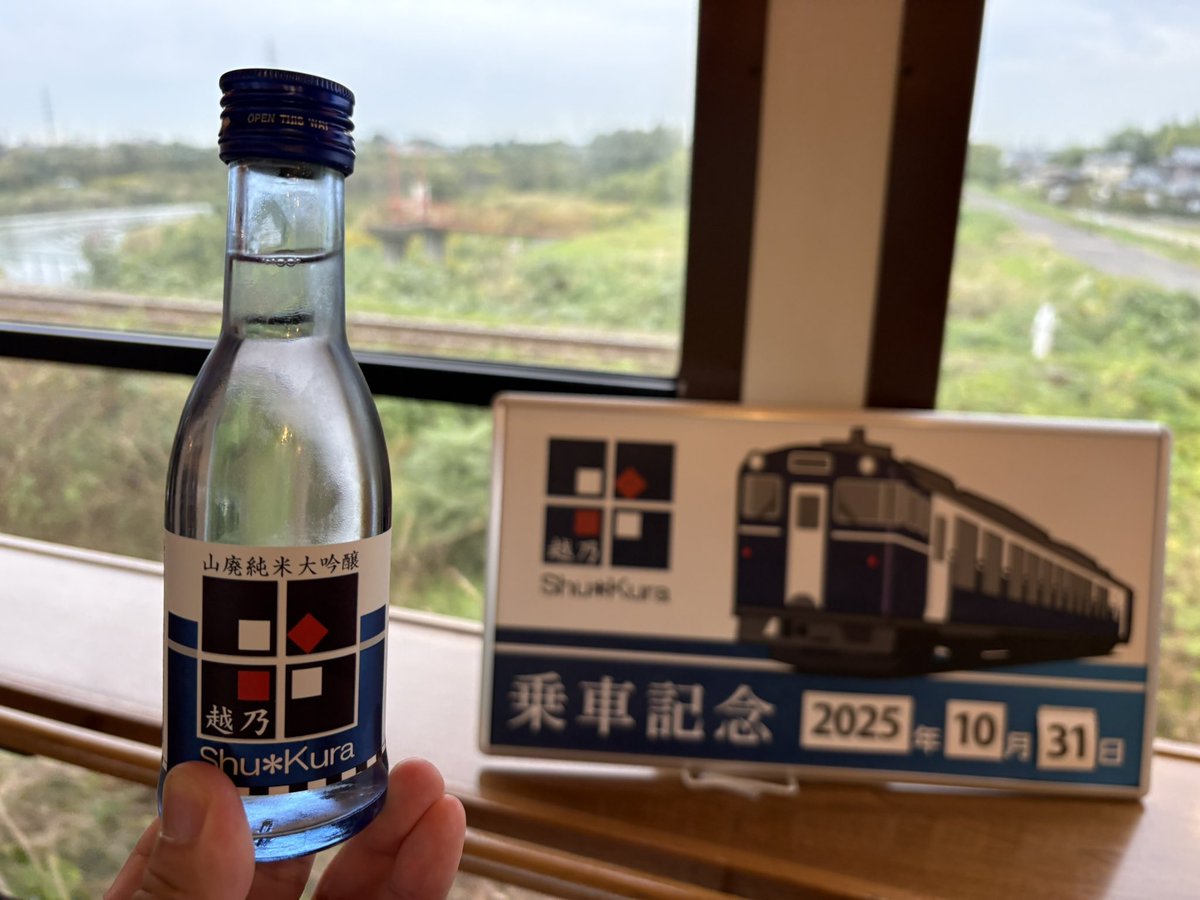 OPEN THIS WAY
山廃純米大吟醸
越乃
Shu*Kura
越乃
Shu*Kura
乗車記念 2025年10月31日